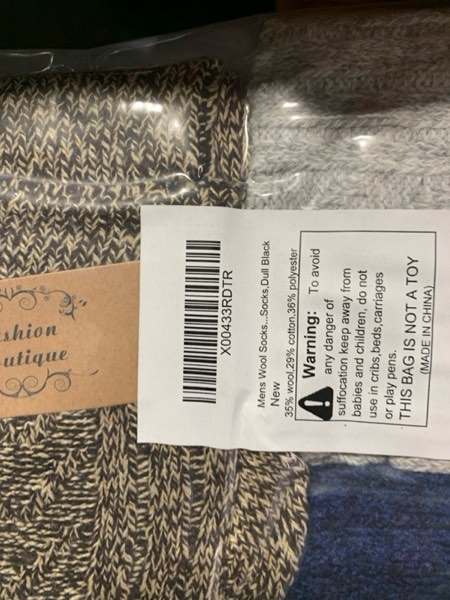 X00433RDTR
Mens Wool Socks...Socks,Dull Black
New
35% wool,29% cotton,36% polyester
Warning: To avoid
any danger of
suffocation keep away from
babies and children, do not
use in cribs,beds,carriages
or play pens.
THIS BAG IS NOT A TOY
(MADE IN CHINA)
ashion
outique